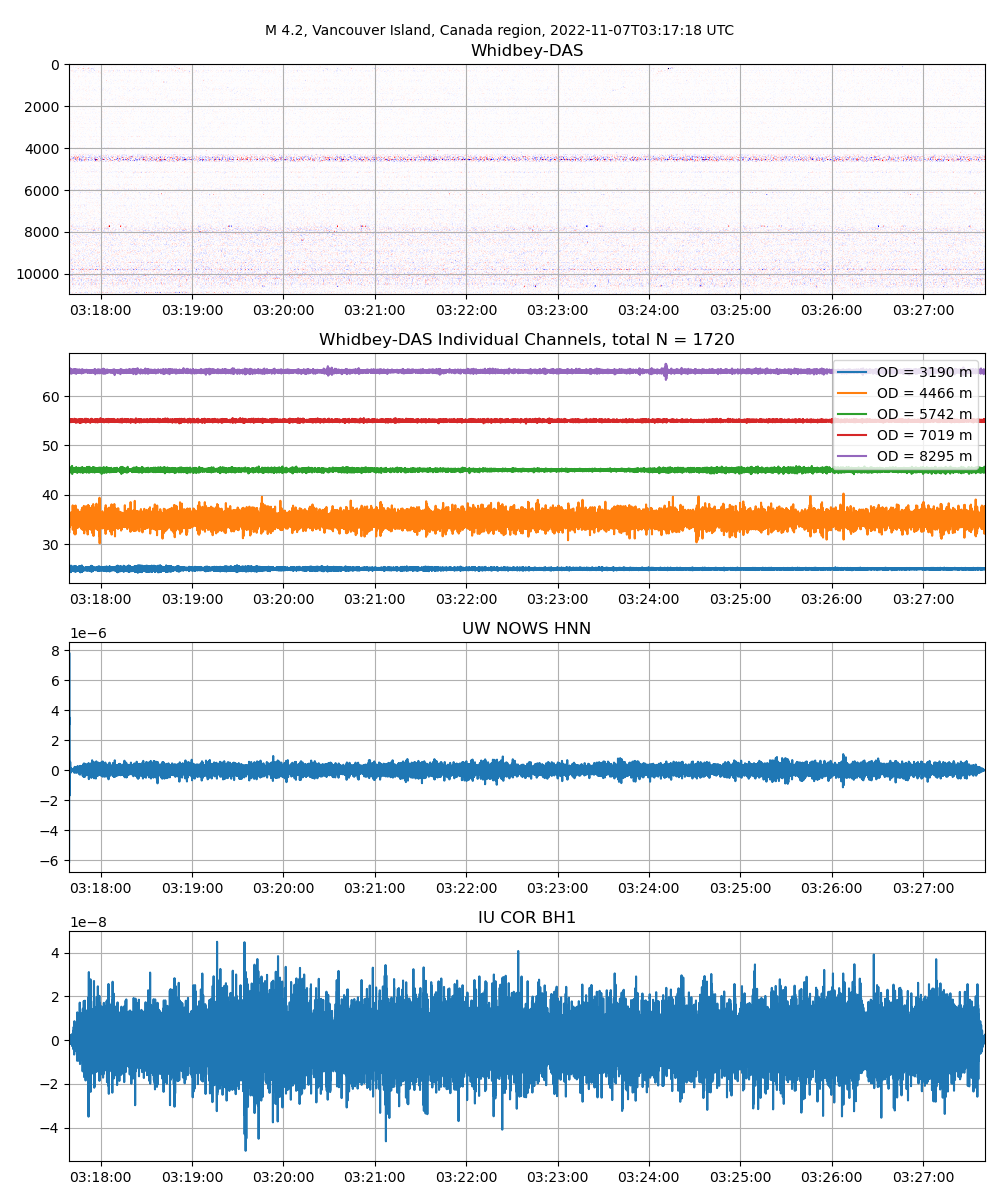 M 4.2, Vancouver Island, Canada region, 2022-11-07T03:17:18 UTC
Whidbey-DAS
0
2000
4000
6000
8000
10000
03:18:00 03:19:00 03:20:00 03:21:00 03:22:00 03:23:00 03:24:00 03:25:00 03:26:00 03:27:00
Whidbey-DAS Individual Channels, total N = 1720
OD = 3190 m
OD = 4466 m
OD = 5742 m
OD = 7019 m
OD = 8295 m
60
50
40
30
03:18:00 03:19:00 03:20:00 03:21:00 03:22:00 03:23:00 03:24:00 03:25:00 03:26:00 03:27:00
UW NOWS HNN
1e−6
8
6
4
2
0
−2
−4
−6
03:18:00 03:19:00 03:20:00 03:21:00 03:22:00 03:23:00 03:24:00 03:25:00 03:26:00 03:27:00
IU COR BH1
1e−8
4
2
0
−2
−4
03:18:00 03:19:00 03:20:00 03:21:00 03:22:00 03:23:00 03:24:00 03:25:00 03:26:00 03:27:00